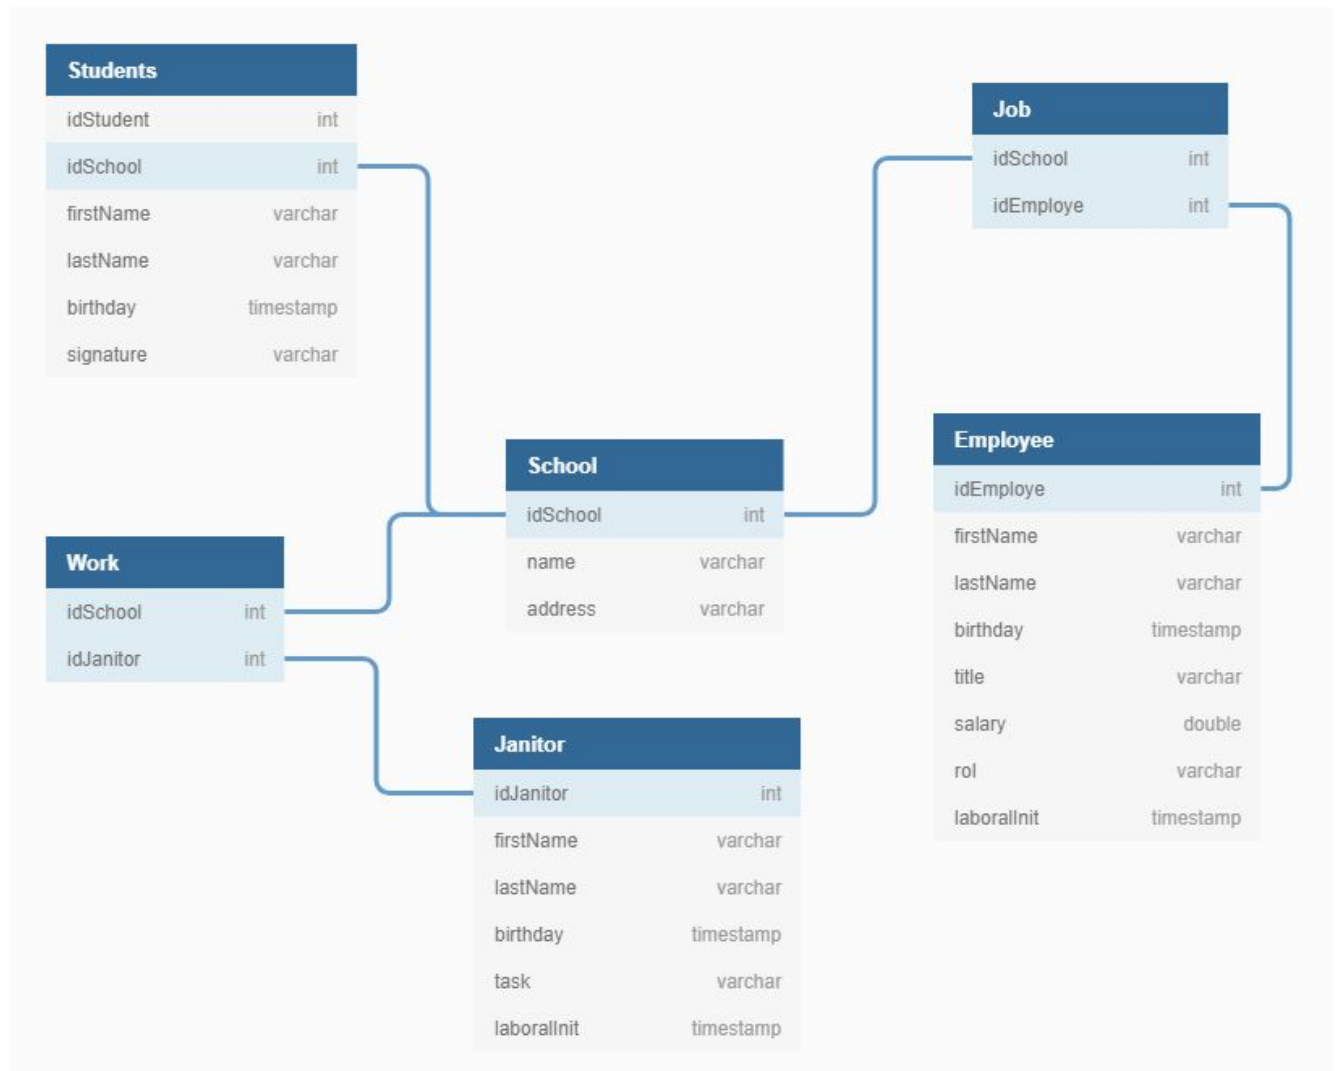 Students
idStudent int
idSchool int
firstName varchar
lastName varchar
birthday timestamp
signature varchar
Job
idSchool int
idEmploye int
School
idSchool int
name varchar
address varchar
Employee
idEmploye int
firstName varchar
lastName varchar
birthday timestamp
title varchar
salary double
rol varchar
laboralInit timestamp
Work
idSchool int
idJanitor int
Janitor
idJanitor int
firstName varchar
lastName varchar
birthday timestamp
task varchar
laboralInit timestamp